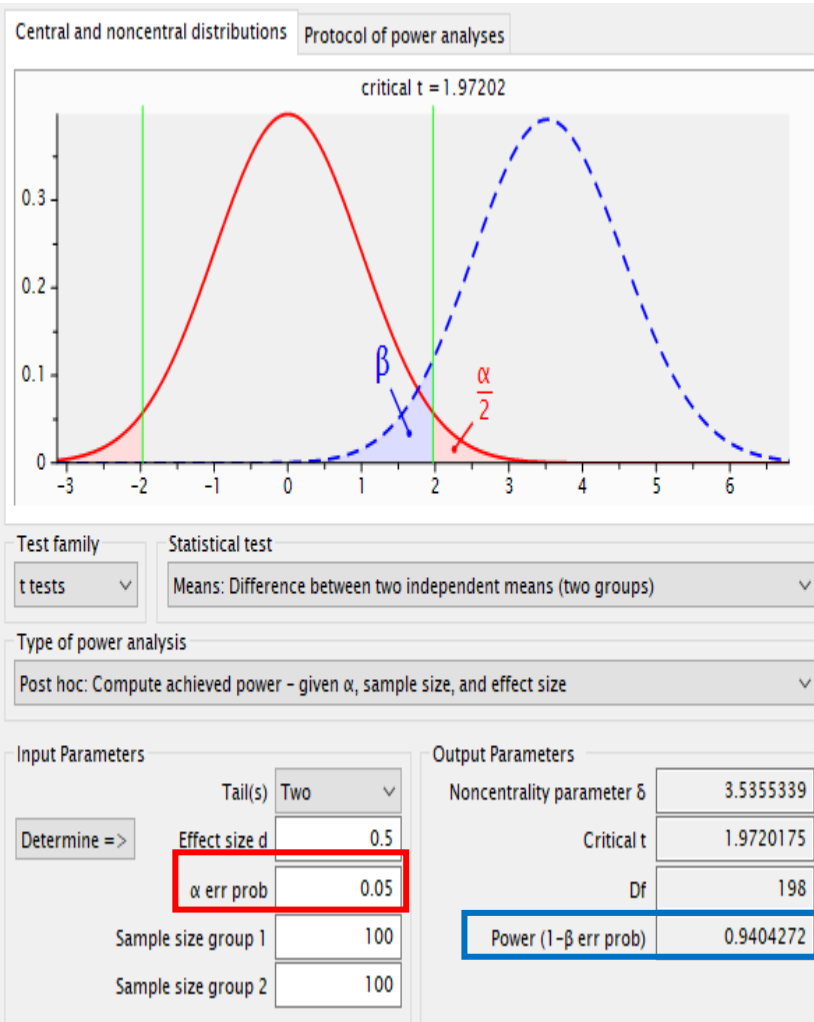 Central and noncentral distributions Protocol of power analyses
critical t = 1.97202
0.3
0.2
0.1
0
β
α
2
-3 -2 -1 0 1 2 3 4 5 6
Test family Statistical test
t tests Means: Difference between two independent means (two groups)
Type of power analysis
Post hoc: Compute achieved power – given α, sample size, and effect size
Input Parameters Output Parameters
Tail(s) Two Noncentrality parameter δ 3.5355339
Determine => Effect size d 0.5 Critical t 1.9720175
α err prob 0.05 Df 198
Sample size group 1 100 Power (1-β err prob) 0.9404272
Sample size group 2 100